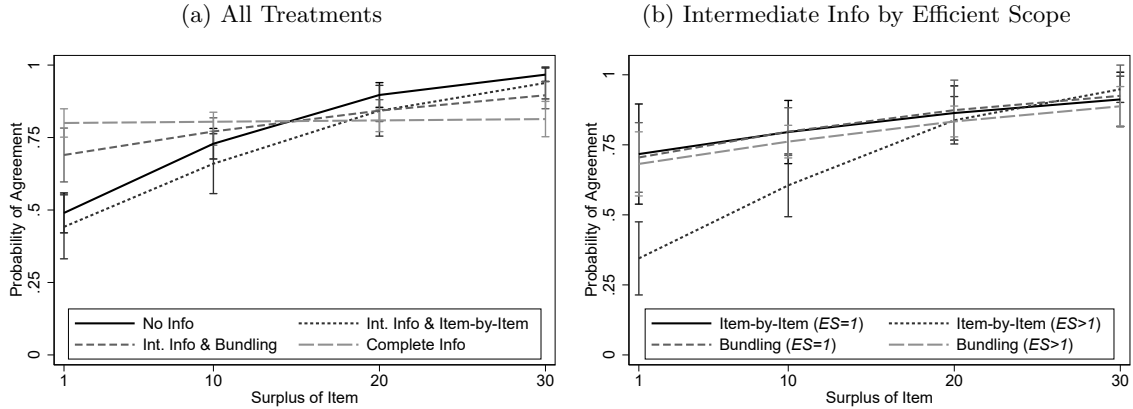 (a) All Treatments
Probability of Agreement
1
.75
.5
.25
0
No Info
Int. Info & Item-by-Item
Int. Info & Bundling
Complete Info
1 10 20 30
Surplus of Item
(b) Intermediate Info by Efficient Scope
Probability of Agreement
1
.75
.5
.25
0
Item-by-Item (ES=1)
Item-by-Item (ES>1)
Bundling (ES=1)
Bundling (ES>1)
1 10 20 30
Surplus of Item